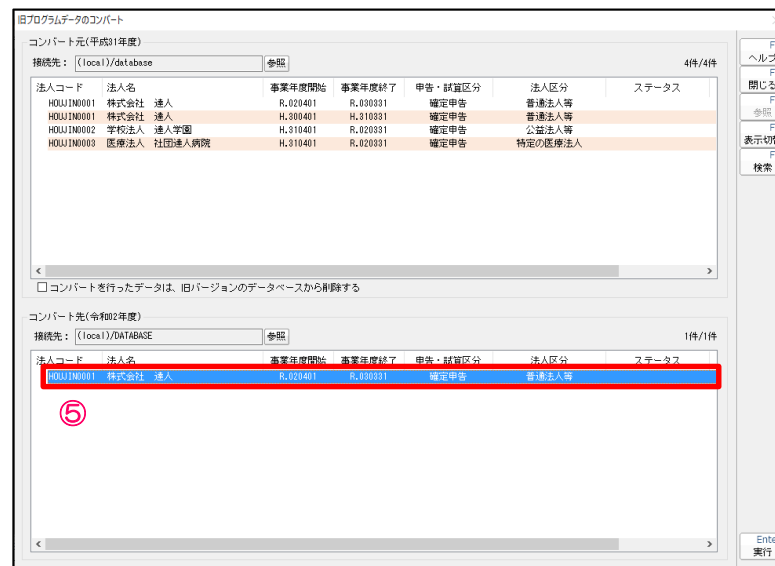 旧プログラムデータのコンバート
コンバート元(平成31年度)
接続先： (local)/database 参照 4件/4件
法人コード 法人名 事業年度開始 事業年度終了 申告・試算区分 法人区分 ステータス
HOUJIN0001 株式会社 達人 R.020401 R.030331 確定申告 普通法人等
HOUJIN0001 株式会社 達人 H.300401 H.310331 確定申告 普通法人等
HOUJIN0002 学校法人 達人学園 H.310401 R.020331 確定申告 公益法人等
HOUJIN0003 医療法人 社団達人病院 H.310401 R.020331 確定申告 特定の医療法人
コンバートを行ったデータは、旧バージョンのデータベースから削除する
コンバート先(令和02年度)
接続先： (local)/DATABASE 参照 1件/1件
法人コード 法人名 事業年度開始 事業年度終了 申告・試算区分 法人区分 ステータス
HOUJIN0001 株式会社 達人 R.020401 R.030331 確定申告 普通法人等
⑤
F
ヘルプ
F
閉じる
F
参照
F
表示切
F
検索
Ente
実行